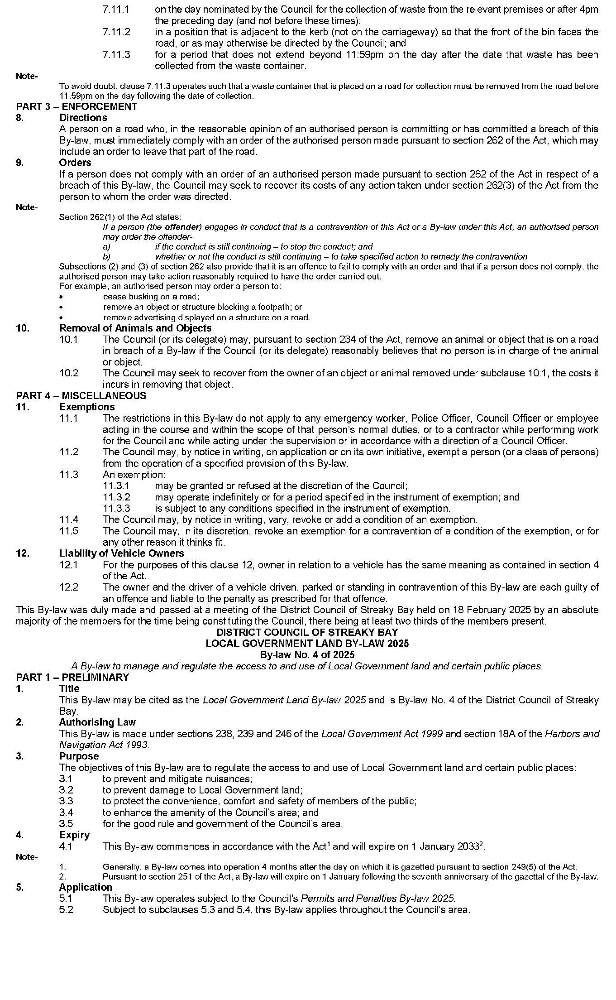 7.11.1 on the day nominated by the Council for the collection of waste from the relevant premises or after 4pm
the preceding day (and not before these times);
7.11.2 in a position that is adjacent to the kerb (not on the carriageway) so that the front of the bin faces the
road, or as may otherwise be directed by the Council; and
7.11.3 for a period that does not extend beyond 11:59pm on the day after the date that waste has been
collected from the waste container.
Note-
To avoid doubt, clause 7.11.3 operates such that a waste container that is placed on a road for collection must be removed from the road before
11.59pm on the day following the date of collection.
PART 3 – ENFORCEMENT
8. Directions
A person on a road who, in the reasonable opinion of an authorised person is committing or has committed a breach of this
By-law, must immediately comply with an order of the authorised person made pursuant to section 262 of the Act, which may
include an order to leave that part of the road.
9. Orders
If a person does not comply with an order of an authorised person made pursuant to section 262 of the Act in respect of a
breach of this By-law, the Council may seek to recover its costs of any action taken under section 262(3) of the Act from the
person to whom the order was directed.
Note-
Section 262(1) of the Act states:
If a person (the offender) engages in conduct that is a contravention of this Act or a By-law under this Act, an authorised person
may order the offender-
a) if the conduct is still continuing – to stop the conduct; and
b) whether or not the conduct is still continuing – to take specified action to remedy the contravention
Subsections (2) and (3) of section 262 also provide that it is an offence to fail to comply with an order and that if a person does not comply, the
authorised person may take action reasonably required to have the order carried out.
For example, an authorised person may order a person to:
• cease busking on a road;
• remove an object or structure blocking a footpath; or
• remove advertising displayed on a structure on a road.
10. Removal of Animals and Objects
10.1 The Council (or its delegate) may, pursuant to section 234 of the Act, remove an animal or object that is on a road
in breach of a By-law if the Council (or its delegate) reasonably believes that no person is in charge of the animal
or object.
10.2 The Council may seek to recover from the owner of an object or animal removed under subclause 10.1, the costs it
incurs in removing that object.
PART 4 – MISCELLANEOUS
11. Exemptions
11.1 The restrictions in this By-law do not apply to any emergency worker, Police Officer, Council Officer or employee
acting in the course and within the scope of that person's normal duties, or to a contractor while performing work
for the Council and while acting under the supervision or in accordance with a direction of a Council Officer.
11.2 The Council may, by notice in writing, on application or on its own initiative, exempt a person (or a class of persons)
from the operation of a specified provision of this By-law.
11.3 An exemption:
11.3.1 may be granted or refused at the discretion of the Council;
11.3.2 may operate indefinitely or for a period specified in the instrument of exemption; and
11.3.3 is subject to any conditions specified in the instrument of exemption.
11.4 The Council may, by notice in writing, vary, revoke or add a condition of an exemption.
11.5 The Council may, in its discretion, revoke an exemption for a contravention of a condition of the exemption, or for
any other reason it thinks fit.
12. Liability of Vehicle Owners
12.1 For the purposes of this clause 12, owner in relation to a vehicle has the same meaning as contained in section 4
of the Act.
12.2 The owner and the driver of a vehicle driven, parked or standing in contravention of this By-law are each guilty of
an offence and liable to the penalty as prescribed for that offence.
This By-law was duly made and passed at a meeting of the District Council of Streaky Bay held on 18 February 2025 by an absolute
majority of the members for the time being constituting the Council, there being at least two thirds of the members present.
DISTRICT COUNCIL OF STREAKY BAY
LOCAL GOVERNMENT LAND BY-LAW 2025
By-law No. 4 of 2025
A By-law to manage and regulate the access to and use of Local Government land and certain public places.
PART 1 – PRELIMINARY
1. Title
This By-law may be cited as the Local Government Land By-law 2025 and is By-law No. 4 of the District Council of Streaky
Bay.
2. Authorising Law
This By-law is made under sections 238, 239 and 246 of the Local Government Act 1999 and section 18A of the Harbors and
Navigation Act 1993.
3. Purpose
The objectives of this By-law are to regulate the access to and use of Local Government land and certain public places:
3.1 to prevent and mitigate nuisances;
3.2 to prevent damage to Local Government land;
3.3 to protect the convenience, comfort and safety of members of the public;
3.4 to enhance the amenity of the Council's area; and
3.5 for the good rule and government of the Council's area.
4. Expiry
4.1 This By-law commences in accordance with the Act¹ and will expire on 1 January 2033².
Note-
1. Generally, a By-law comes into operation 4 months after the day on which it is gazetted pursuant to section 249(5) of the Act.
2. Pursuant to section 251 of the Act, a By-law will expire on 1 January following the seventh anniversary of the gazettal of the By-law.
5. Application
5.1 This By-law operates subject to the Council's Permits and Penalties By-law 2025.
5.2 Subject to subclauses 5.3 and 5.4, this By-law applies throughout the Council's area.